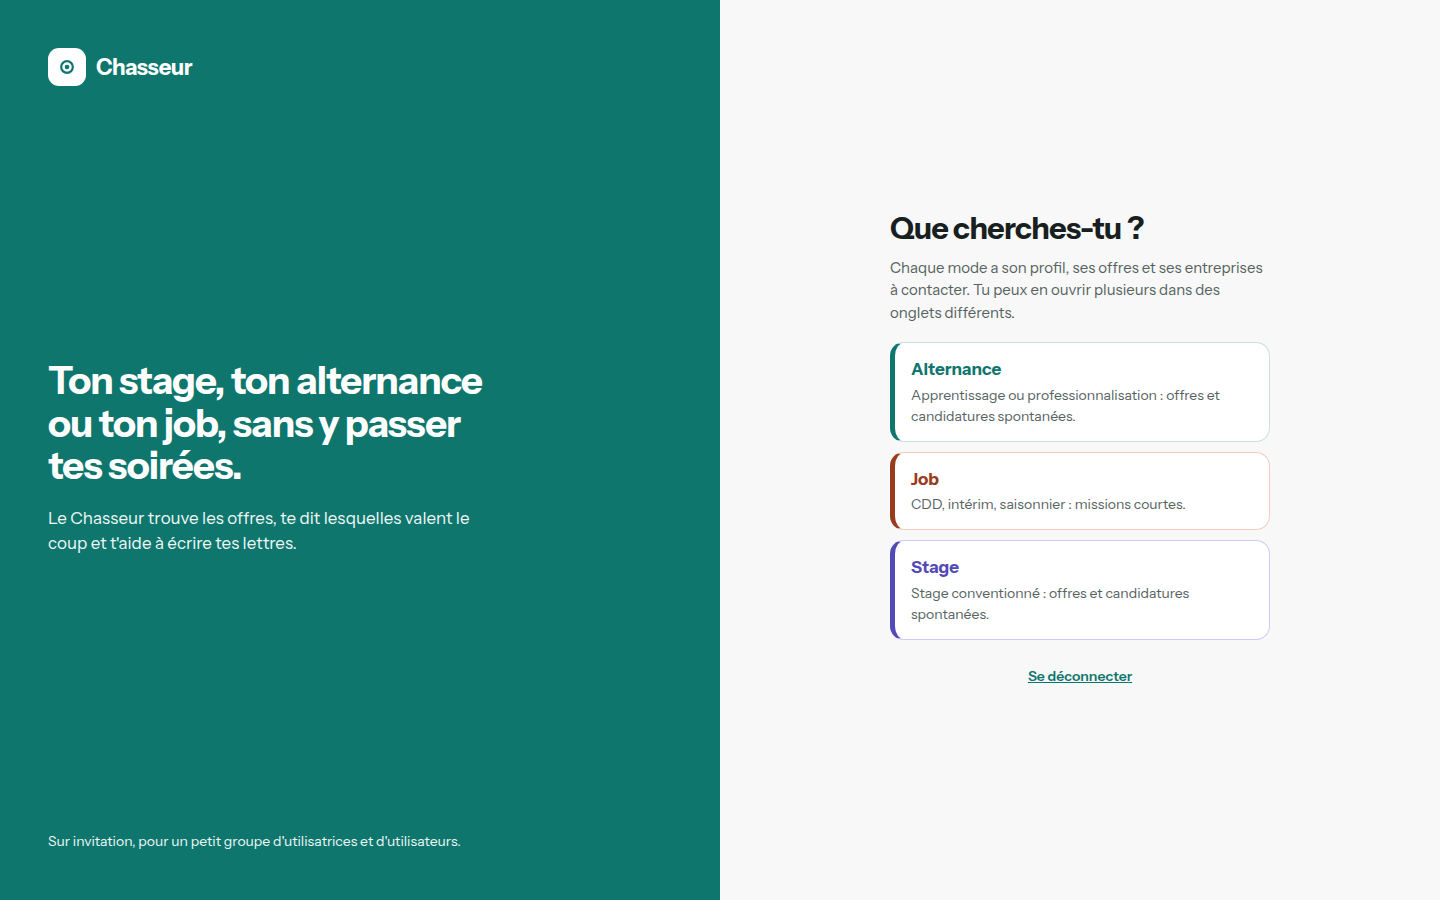 Chasseur
Ton stage, ton alternance
ou ton job, sans y passer
tes soirées.
Le Chasseur trouve les offres, te dit lesquelles valent le
coup et t'aide à écrire tes lettres.
Sur invitation, pour un petit groupe d'utilisatrices et d'utilisateurs.
Que cherches-tu ?
Chaque mode a son profil, ses offres et ses entreprises
à contacter. Tu peux en ouvrir plusieurs dans des
onglets différents.
Alternance
Apprentissage ou professionnalisation : offres et
candidatures spontanées.
Job
CDD, intérim, saisonnier : missions courtes.
Stage
Stage conventionné : offres et candidatures
spontanées.
Se déconnecter